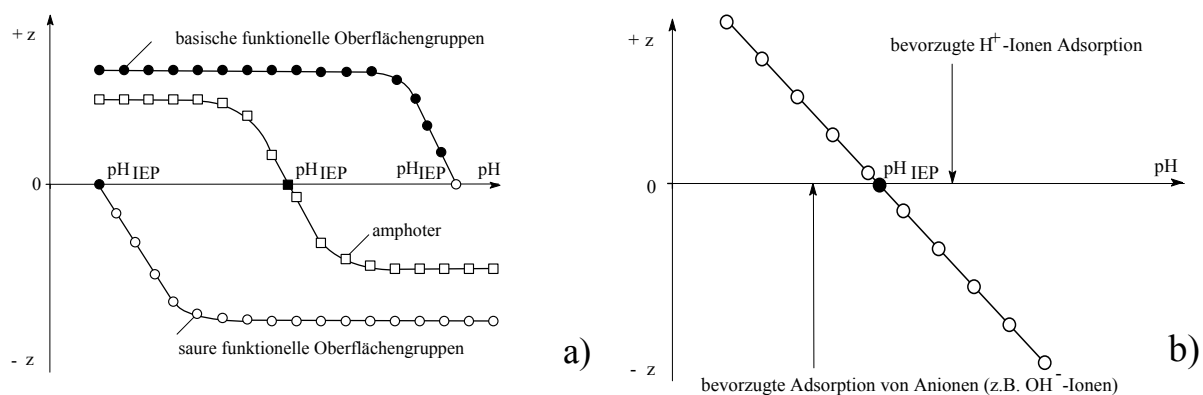 + z
basische funktionelle Oberflächengruppen
pH IEP
pH IEP
pH IEP
pH
0
amphoter
saure funktionelle Oberflächengruppen
- z
a)
+ z
bevorzugte H⁺-Ionen Adsorption
pH IEP
pH
0
- z
bevorzugte Adsorption von Anionen (z.B. OH⁻-Ionen)
b)